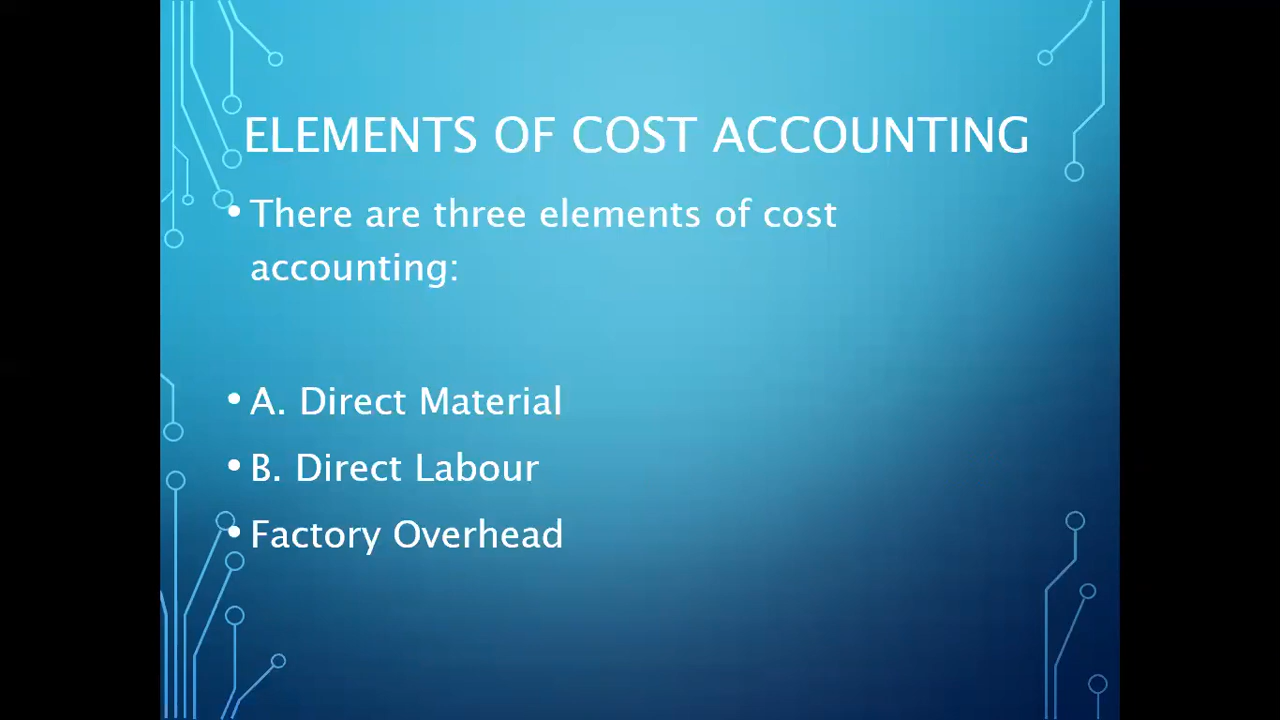 ELEMENTS OF COST ACCOUNTING
• There are three elements of cost
accounting:
• A. Direct Material
• B. Direct Labour
• Factory Overhead